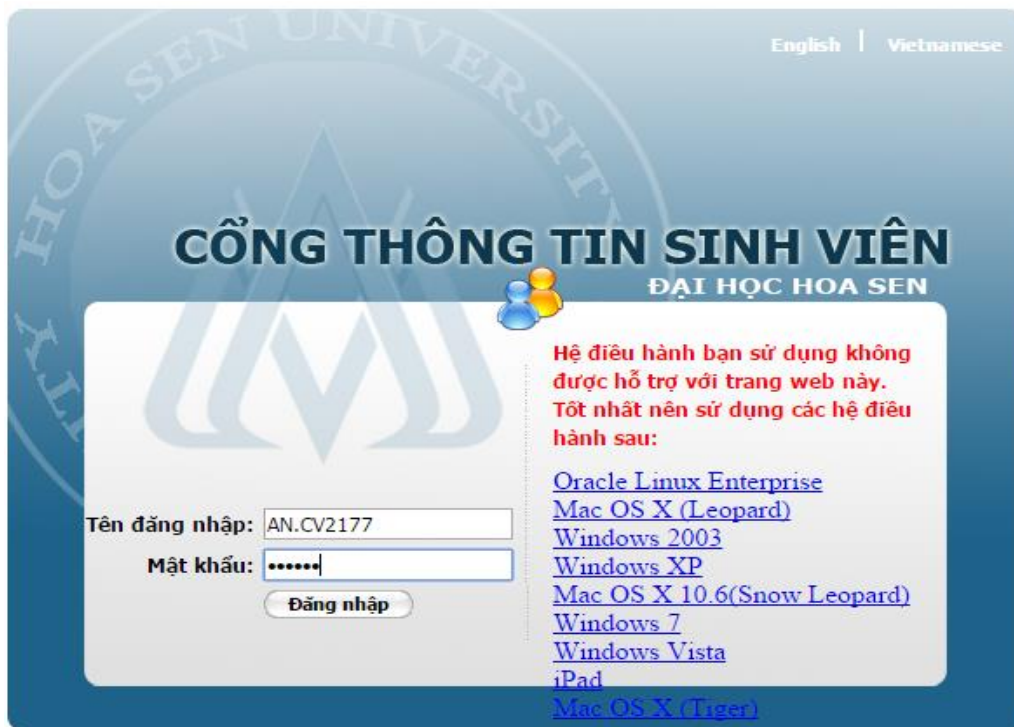 English | Vietnamese
HOA SEN UNIVERSITY
CỔNG THÔNG TIN SINH VIÊN
ĐẠI HỌC HOA SEN
Hệ điều hành bạn sử dụng không
được hỗ trợ với trang web này.
Tốt nhất nên sử dụng các hệ điều
hành sau:
Oracle Linux Enterprise
Mac OS X (Leopard)
Windows 2003
Windows XP
Mac OS X 10.6(Snow Leopard)
Windows 7
Windows Vista
iPad
Mac OS X (Tiger)
Tên đăng nhập: AN.CV2177
Mật khẩu: ••••••
Đăng nhập